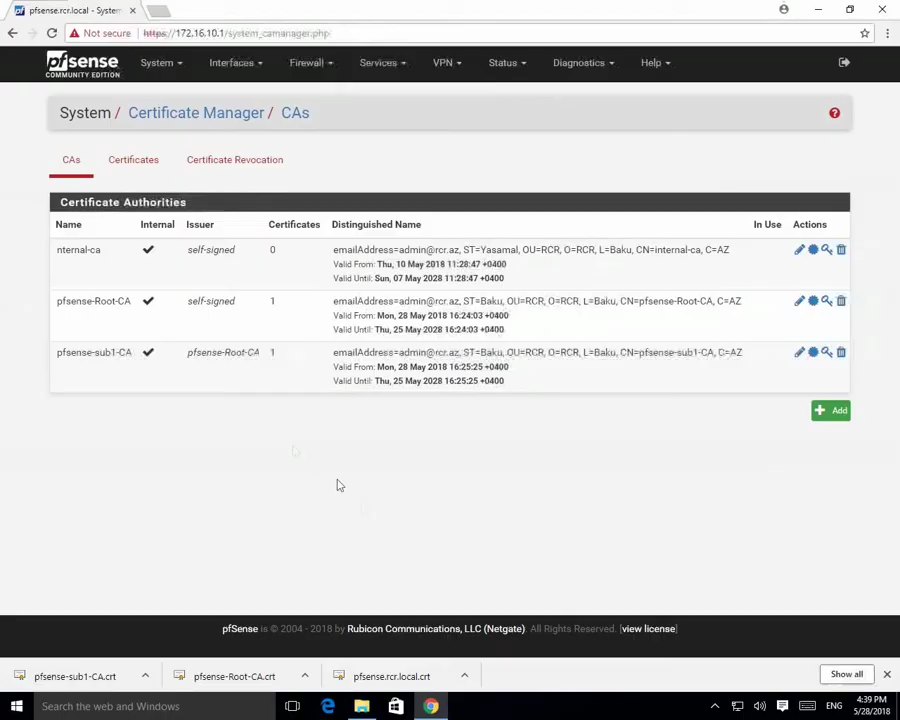 pfsense.rcr.local - System
Not secure https://172.16.10.1/system_camanager.php
pfsense
COMMUNITY EDITION
System Interfaces Firewall Services VPN Status Diagnostics Help
System / Certificate Manager / CAs
CAs Certificates Certificate Revocation
Certificate Authorities
Name Internal Issuer Certificates Distinguished Name In Use Actions
nternal-ca self-signed 0 emailAddress=admin@rcr.az, ST=Yasamal, OU=RCR, O=RCR, L=Baku, CN=internal-ca, C=AZ
Valid From: Thu, 10 May 2018 11:28:47 +0400
Valid Until: Sun, 07 May 2028 11:28:47 +0400
pfsense-Root-CA self-signed 1 emailAddress=admin@rcr.az, ST=Baku, OU=RCR, O=RCR, L=Baku, CN=pfsense-Root-CA, C=AZ
Valid From: Mon, 28 May 2018 16:24:03 +0400
Valid Until: Thu, 25 May 2028 16:24:03 +0400
pfsense-sub1-CA pfsense-Root-CA 1 emailAddress=admin@rcr.az, ST=Baku, OU=RCR, O=RCR, L=Baku, CN=pfsense-sub1-CA, C=AZ
Valid From: Mon, 28 May 2018 16:25:25 +0400
Valid Until: Thu, 25 May 2028 16:25:25 +0400
Add
pfSense is © 2004 - 2018 by Rubicon Communications, LLC (Netgate). All Rights Reserved. [view license]
pfsense-sub1-CA.crt pfsense-Root-CA.crt pfsense.rcr.local.crt Show all
Search the web and Windows ENG 4:39 PM
5/28/2018